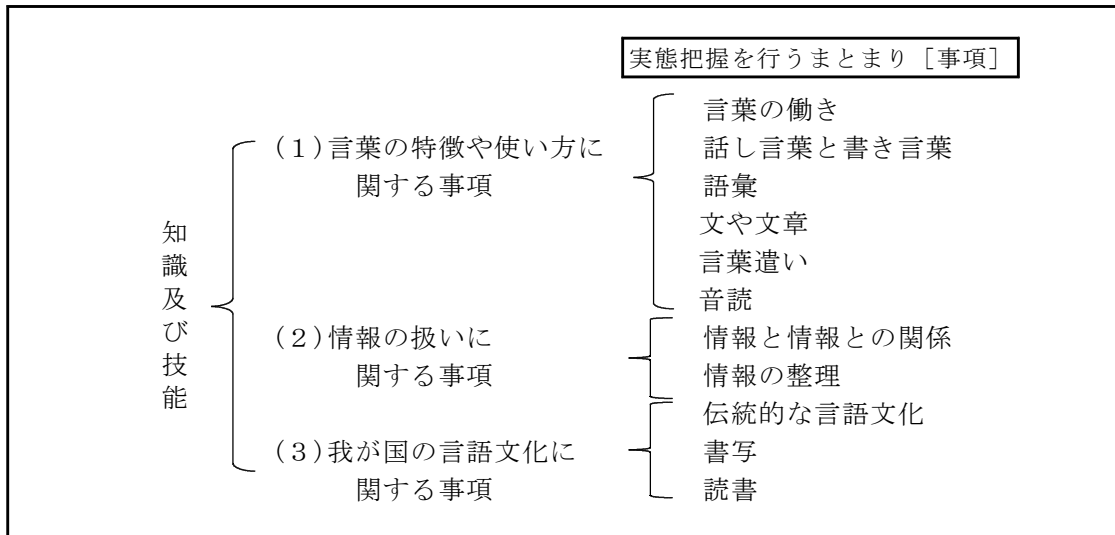 実態把握を行うまとまり［事項］
知識及び技能
（１）言葉の特徴や使い方に
関する事項
言葉の働き
話し言葉と書き言葉
語彙
文や文章
言葉遣い
音読
（２）情報の扱いに
関する事項
情報と情報との関係
情報の整理
（３）我が国の言語文化に
関する事項
伝統的な言語文化
書写
読書